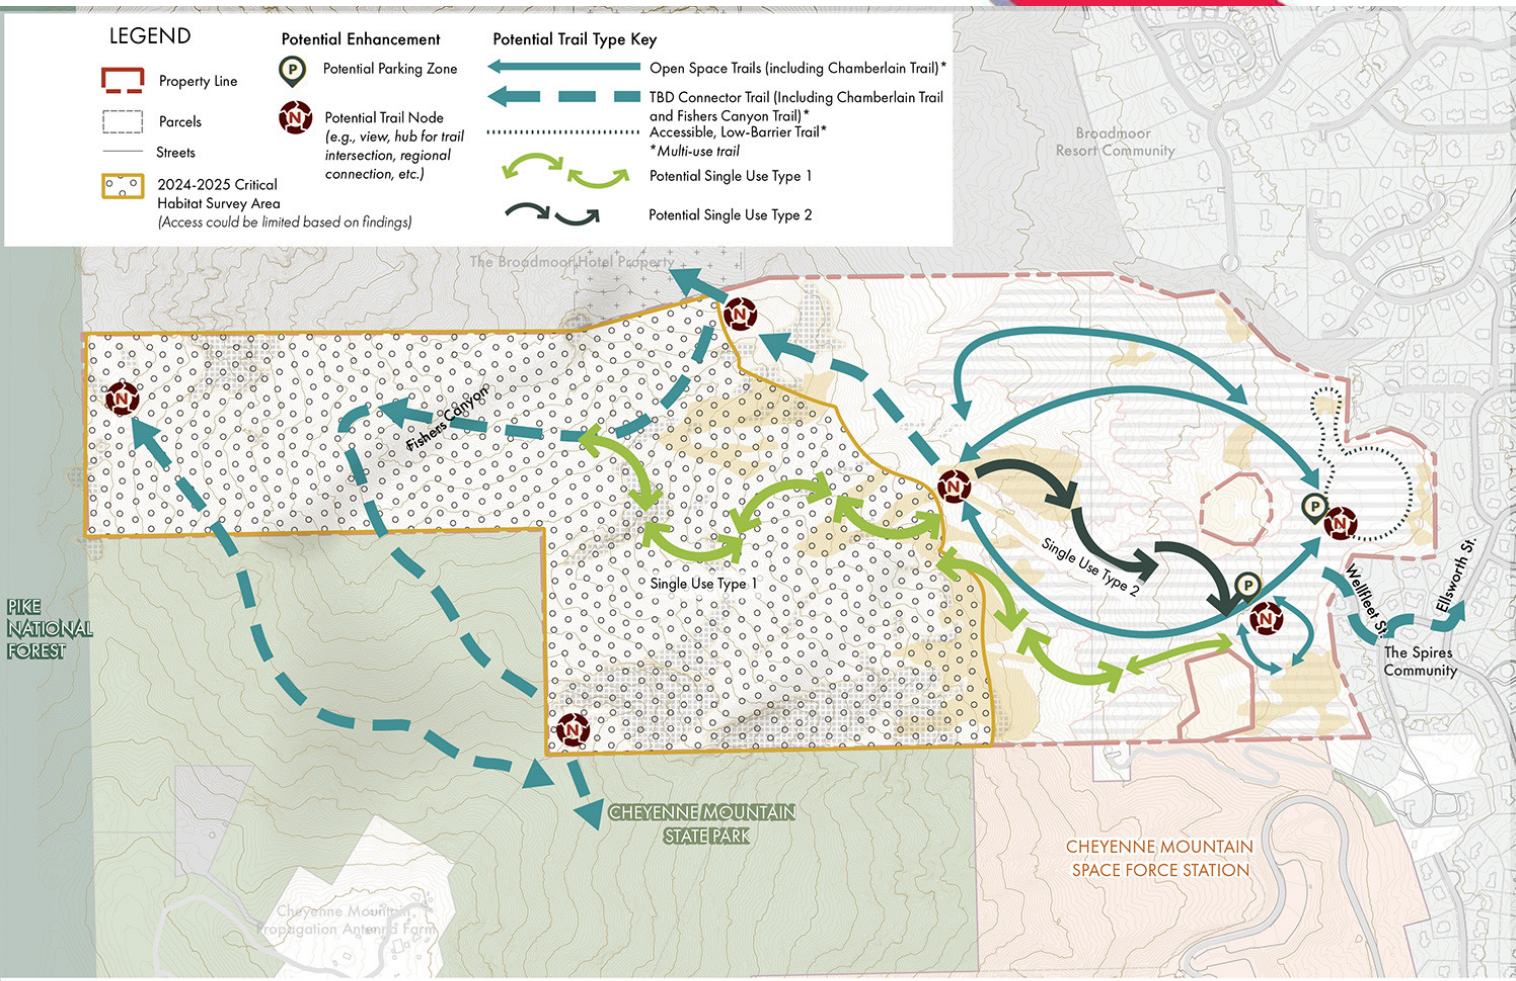 LEGEND
Property Line
Parcels
Streets
2024-2025 Critical
Habitat Survey Area
(Access could be limited based on findings)
Potential Enhancement
P
Potential Parking Zone
N
Potential Trail Node
(e.g., view, hub for trail
intersection, regional
connection, etc.)
Potential Trail Type Key
Open Space Trails (including Chamberlain Trail)*
TBD Connector Trail (Including Chamberlain Trail
and Fishers Canyon Trail)*
Accessible, Low-Barrier Trail*
*Multi-use trail
Potential Single Use Type 1
Potential Single Use Type 2
Broadmoor
Resort Community
The Broadmoor Hotel Property
N
N
Fishers Canyon
N
P
N
Single Use Type 2
Single Use Type 1
P
N
Wellfleet St.
Ellsworth St.
The Spires
Community
PIKE
NATIONAL
FOREST
N
CHEYENNE MOUNTAIN
STATE PARK
CHEYENNE MOUNTAIN
SPACE FORCE STATION
Cheyenne Mountain
Propagation Antenna Farm